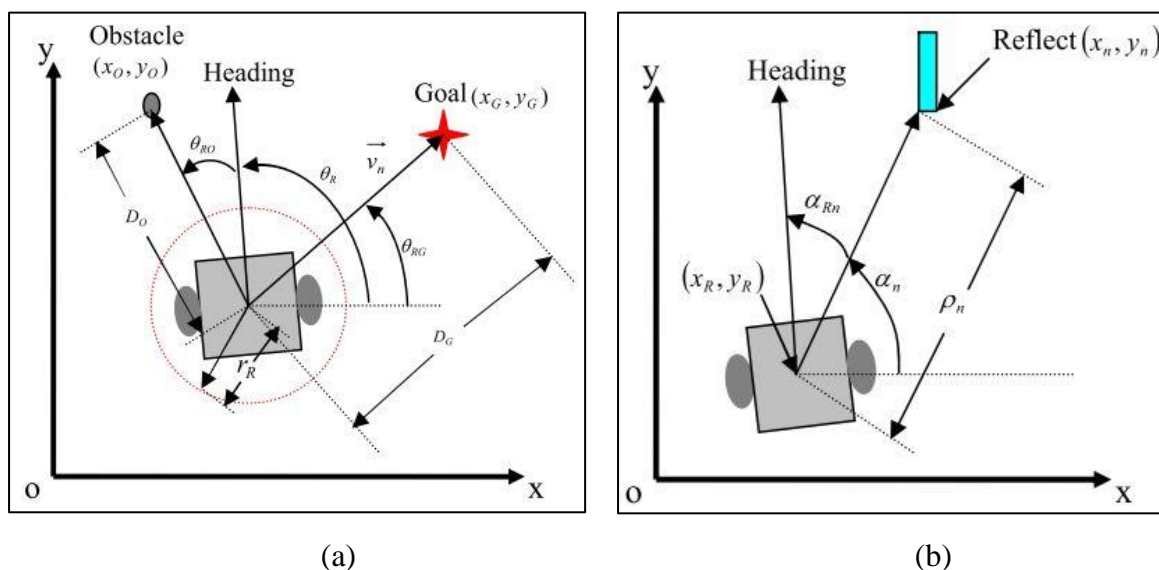 y
Obstacle
(x_O, y_O)
Heading
Goal (x_G, y_G)
θ_RO
θ_R
v_n
D_O
θ_RG
r_R
D_G
o
x
(a)
y
Heading
Reflect (x_n, y_n)
α_Rn
(x_R, y_R)
α_n
ρ_n
o
x
(b)